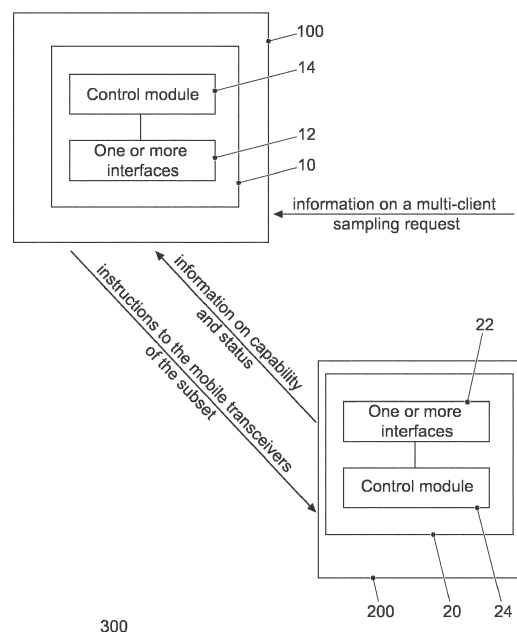 100
14
Control module
12
One or more
interfaces
10
information on a multi-client
sampling request
information on capability
and status
instructions to the mobile transceivers
of the subset
22
One or more
interfaces
Control module
200
20
24
300